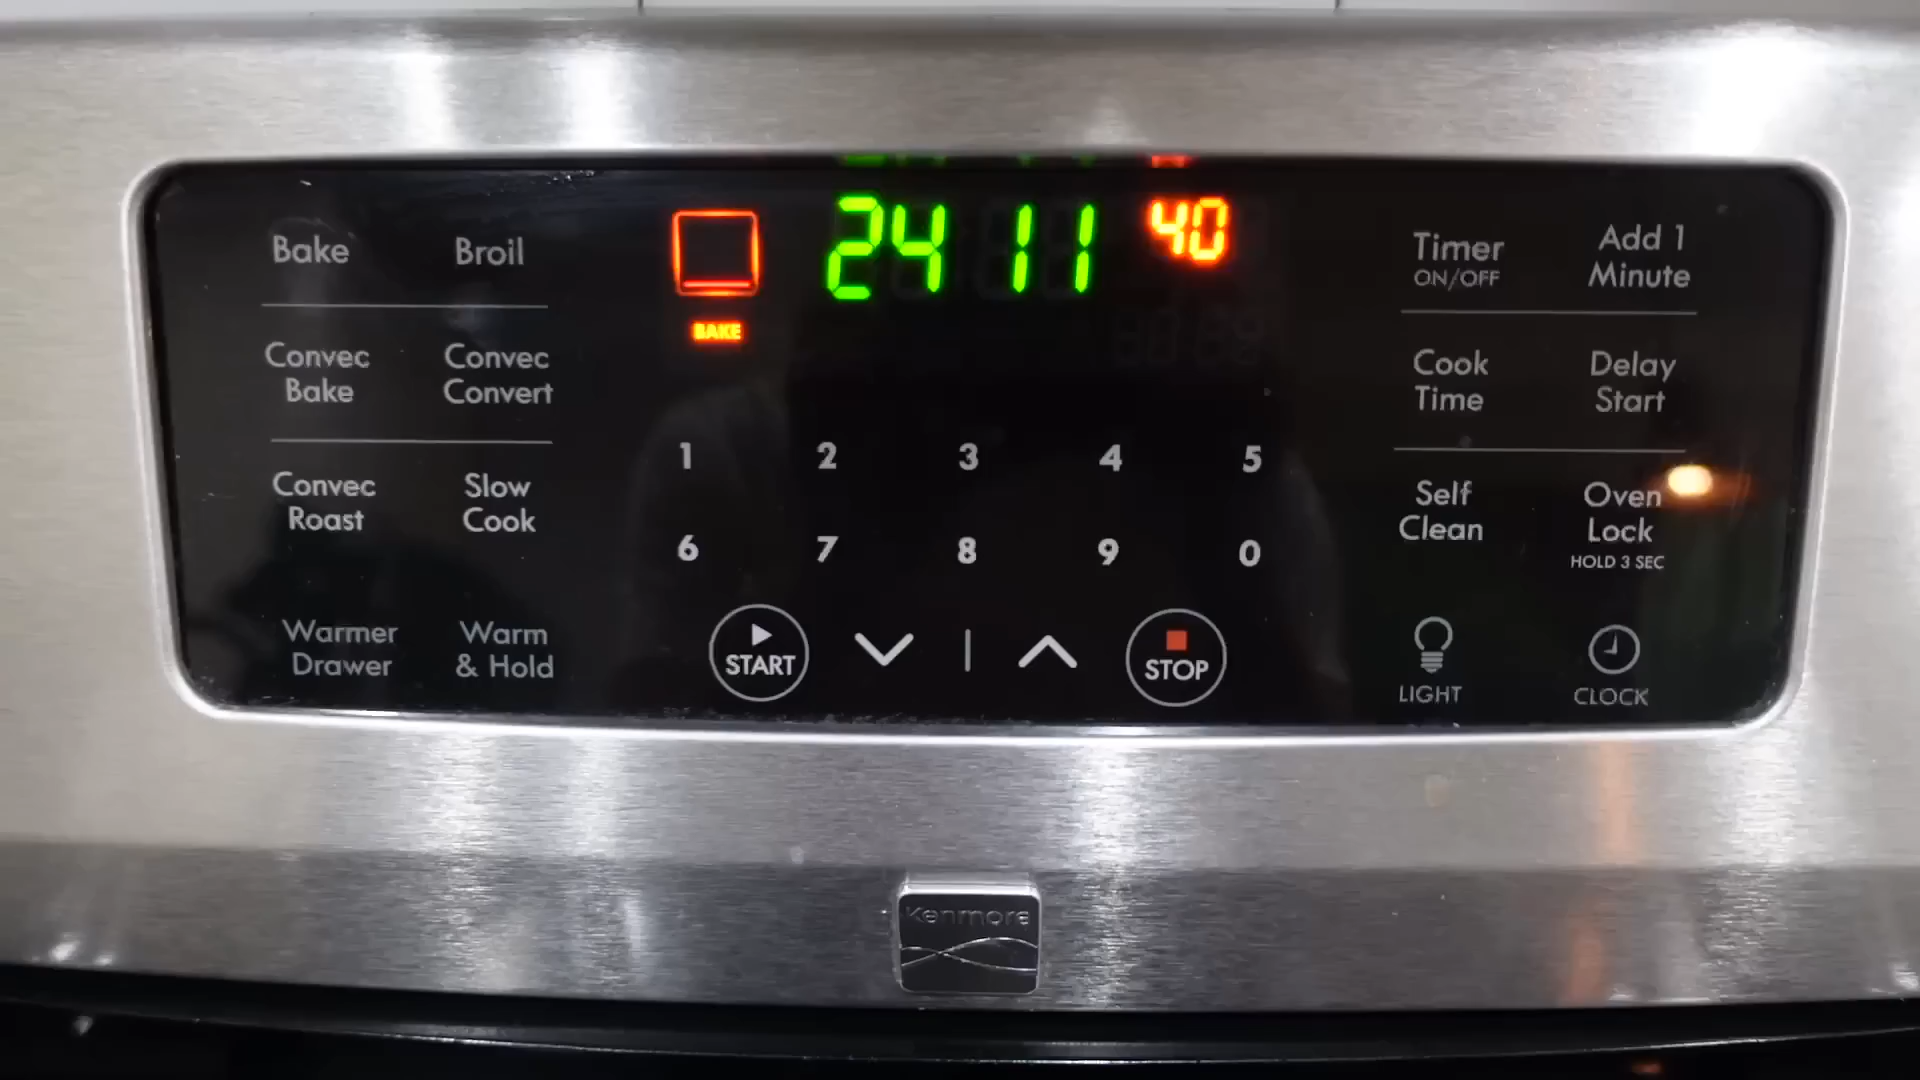 Bake
Broil
24 11
40
BAKE
Timer
ON/OFF
Add 1
Minute
Convec
Bake
Convec
Convert
Cook
Time
Delay
Start
1 2 3 4 5
Convec
Roast
Slow
Cook
6 7 8 9 0
Self
Clean
Oven
Lock
HOLD 3 SEC
Warmer
Drawer
Warm
& Hold
START
STOP
LIGHT
CLOCK
Kenmore